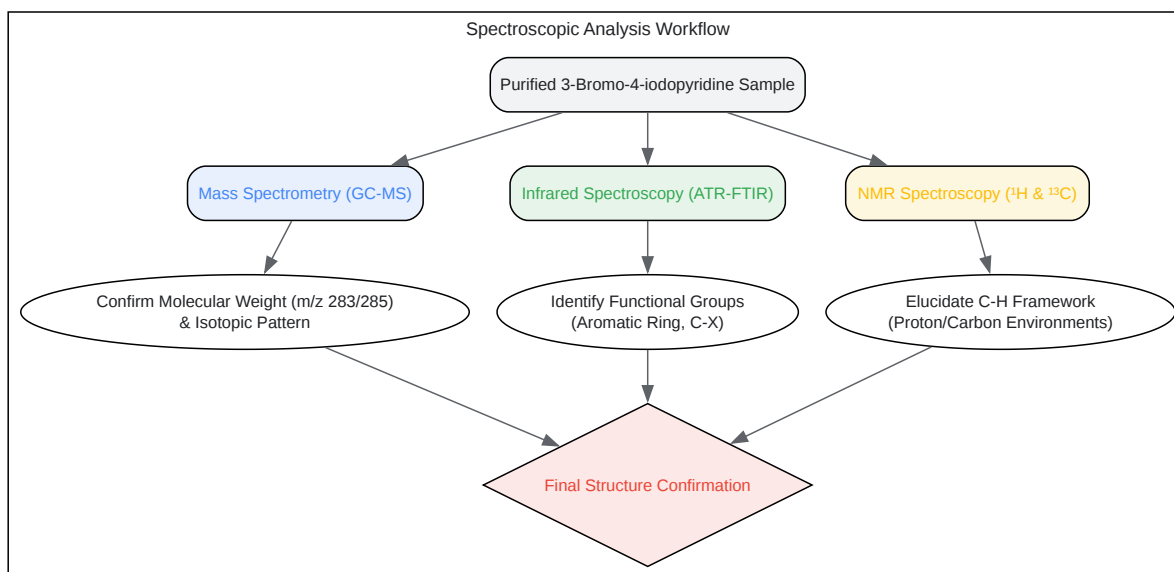 Spectroscopic Analysis Workflow
Purified 3-Bromo-4-iodopyridine Sample
Mass Spectrometry (GC-MS)
Infrared Spectroscopy (ATR-FTIR)
NMR Spectroscopy (¹H & ¹³C)
Confirm Molecular Weight (m/z 283/285)
& Isotopic Pattern
Identify Functional Groups
(Aromatic Ring, C-X)
Elucidate C-H Framework
(Proton/Carbon Environments)
Final Structure Confirmation